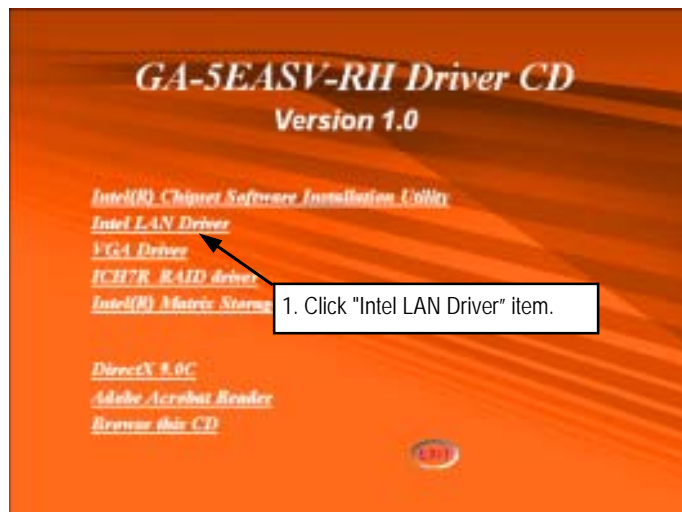 GA-5EASV-RH Driver CD
Version 1.0
Intel(R) Chipset Software Installation Utility
Intel LAN Driver
VGA Driver
ICH7R RAID driver
Intel(R) Matrix Storag
1. Click "Intel LAN Driver" item.
DirectX 9.0C
Adobe Acrobat Reader
Browse this CD
EXIT